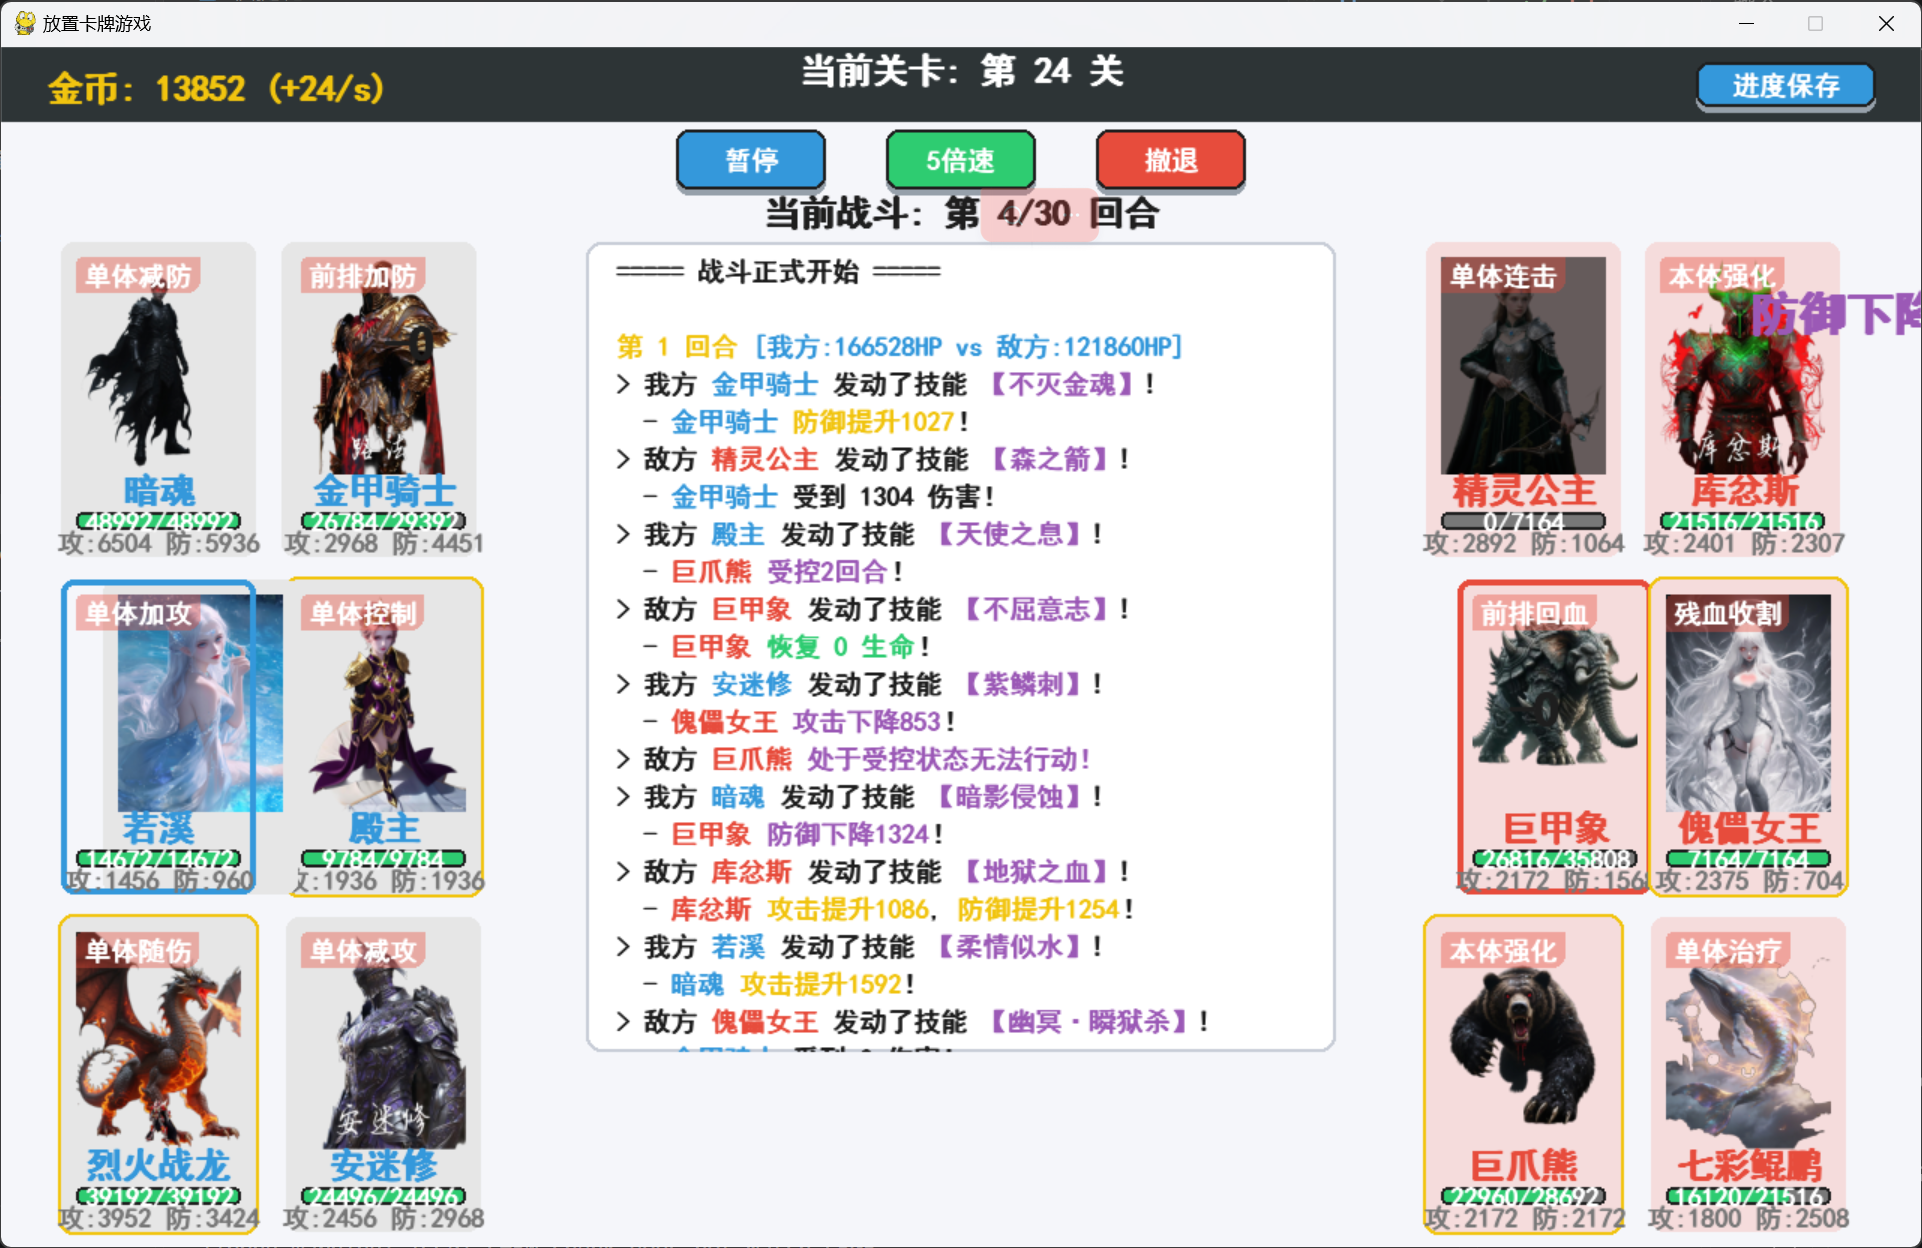 放置卡牌游戏
金币: 13852 (+24/s)
当前关卡: 第 24 关
进度保存
暂停
5倍速
撤退
当前战斗: 第 4/30 回合
单体减防
暗魂
48992/48992
攻:6504 防:5936
前排加防
0
路法
金甲骑士
26784/29392
攻:2968 防:4451
单体加攻
若溪
14672/14672
攻:1456 防:960
单体控制
殿主
9784/9784
攻:1936 防:1936
单体随伤
烈火战龙
39192/39192
攻:3952 防:3424
单体减攻
安迷修
安迷修
24496/24496
攻:2456 防:2968
===== 战斗正式开始 =====
第 1 回合 [我方:166528HP vs 敌方:121860HP]
> 我方 金甲骑士 发动了技能 【不灭金魂】!
- 金甲骑士 防御提升1027!
> 敌方 精灵公主 发动了技能 【森之箭】!
- 金甲骑士 受到 1304 伤害!
> 我方 殿主 发动了技能 【天使之息】!
- 巨爪熊 受控2回合!
> 敌方 巨甲象 发动了技能 【不屈意志】!
- 巨甲象 恢复 0 生命!
> 我方 安迷修 发动了技能 【紫鳞刺】!
- 傀儡女王 攻击下降853!
> 敌方 巨爪熊 处于受控状态无法行动!
> 我方 暗魂 发动了技能 【暗影侵蚀】!
- 巨甲象 防御下降1324!
> 敌方 库忿斯 发动了技能 【地狱之血】!
- 库忿斯 攻击提升1086, 防御提升1254!
> 我方 若溪 发动了技能 【柔情似水】!
- 暗魂 攻击提升1592!
> 敌方 傀儡女王 发动了技能 【幽冥·瞬狱杀】!
单体连击
精灵公主
0/7164
攻:2892 防:1064
本体强化
防御下降
库忿斯
库忿斯
21516/21516
攻:2401 防:2307
前排回血
0
巨甲象
26816/35808
攻:2172 防:156
残血收割
傀儡女王
7164/7164
攻:2375 防:704
本体强化
巨爪熊
22960/28692
攻:2172 防:2172
单体治疗
七彩鲲鹏
16120/21516
攻:1800 防:2508